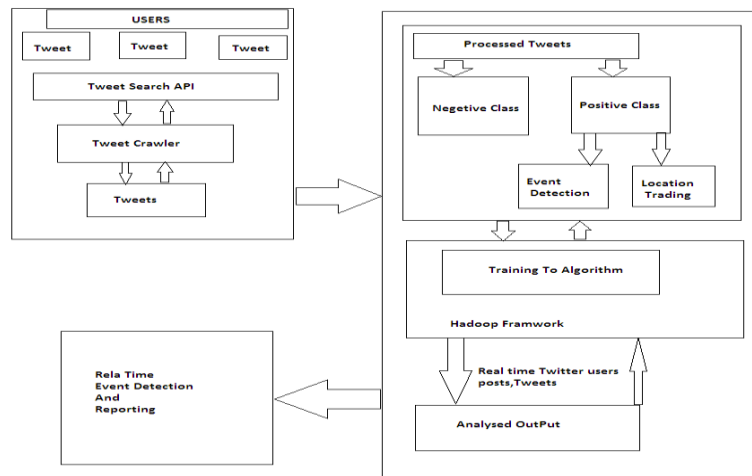 USERS
Tweet
Tweet
Tweet
Tweet Search API
Tweet Crawler
Tweets
Processed Tweets
Negetive Class
Positive Class
Event
Detection
Location
Trading
Training To Algorithm
Hadoop Framwork
Real time Twitter users
posts,Tweets
Analysed OutPut
Rela Time
Event Detection
And
Reporting